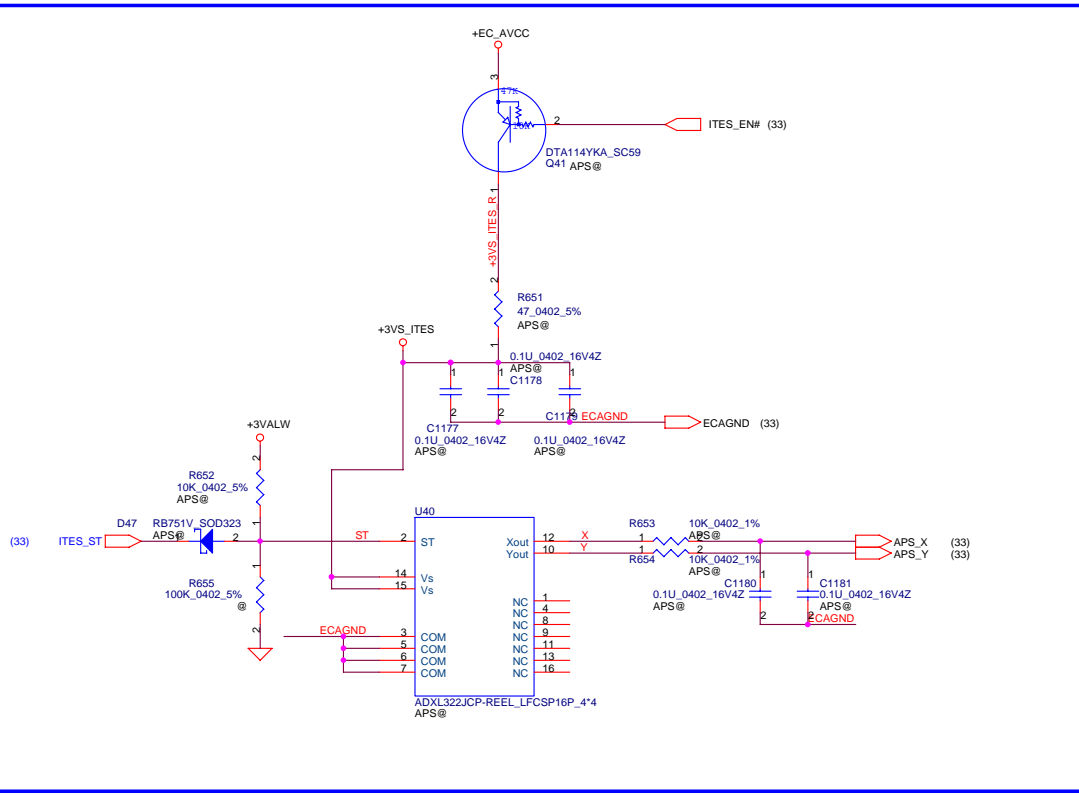 +EC_AVCC
3
47K
10K
2
ITES_EN# (33)
DTA114YKA_SC59
Q41 APS@
1
+3VS_ITES_R
2
R651
47_0402_5%
APS@
1
+3VS_ITES
0.1U_0402_16V4Z
APS@
C1178
1
1
1
2
2
2
C1177
0.1U_0402_16V4Z
APS@
C1179
0.1U_0402_16V4Z
APS@
ECAGND
ECAGND (33)
+3VALW
2
R652
10K_0402_5%
APS@
1
(33) ITES_ST
D47 RB751V_SOD323
APS@
1
2
ST
1
R655
100K_0402_5%
@
2
ECAGND
U40
2 ST
14 Vs
15 Vs
3 COM
5 COM
6 COM
7 COM
Xout 12 X
Yout 10 Y
NC 1
NC 4
NC 8
NC 9
NC 11
NC 13
NC 16
ADXL322JCP-REEL_LFCSP16P_4*4
APS@
R653 10K_0402_1%
1 2
APS@
R654 10K_0402_1%
1 2
APS@
APS_X (33)
APS_Y (33)
1
C1180
0.1U_0402_16V4Z
APS@
2
1
C1181
0.1U_0402_16V4Z
APS@
2
ECAGND